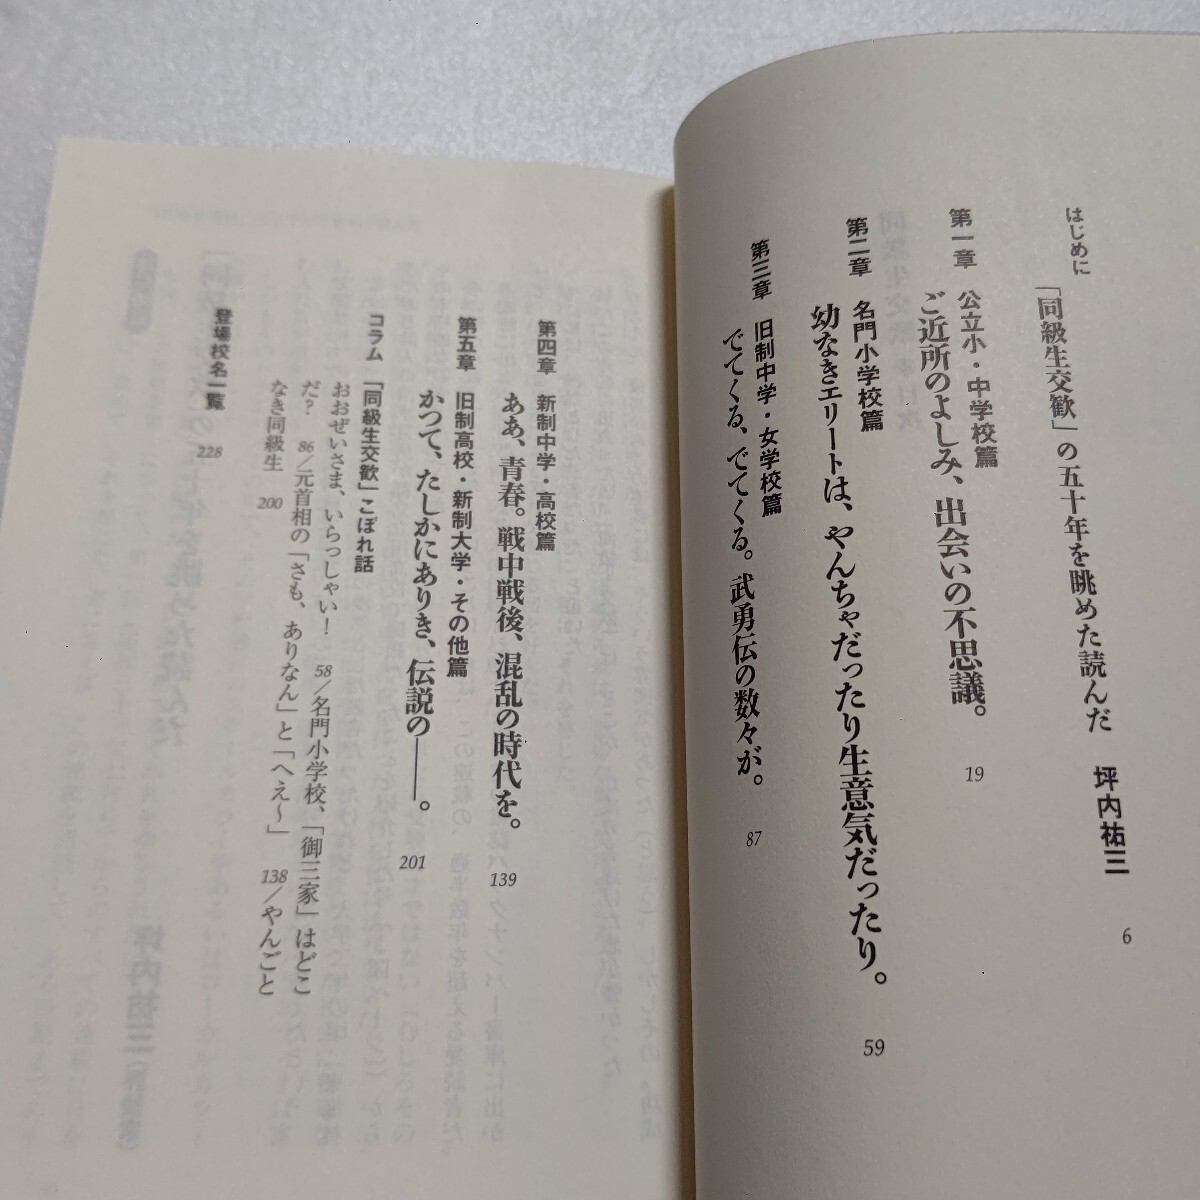 はじめに
「同級生交歓」の五十年を眺めた読んだ　坪内祐三　6
第一章　公立小・中学校篇
ご近所のよしみ、出会いの不思議。　19
第二章　名門小学校篇
幼なきエリートは、やんちゃだったり生意気だったり。　59
第三章　旧制中学・女学校篇
でてくる、でてくる。武勇伝の数々が。　87
第四章　新制中学・高校篇
ああ、青春。戦中戦後、混乱の時代を。　139
第五章　旧制高校・新制大学・その他篇
かつて、たしかにありき、伝説の——。　201
コラム　「同級生交歓」こぼれ話
おおぜいさま、いらっしゃい！　58／名門小学校、「御三家」はどこ
だ？　86／元首相の「さも、ありなん」と「へえ〜」　138／やんごと
なき同級生　200
登場校名一覧　228